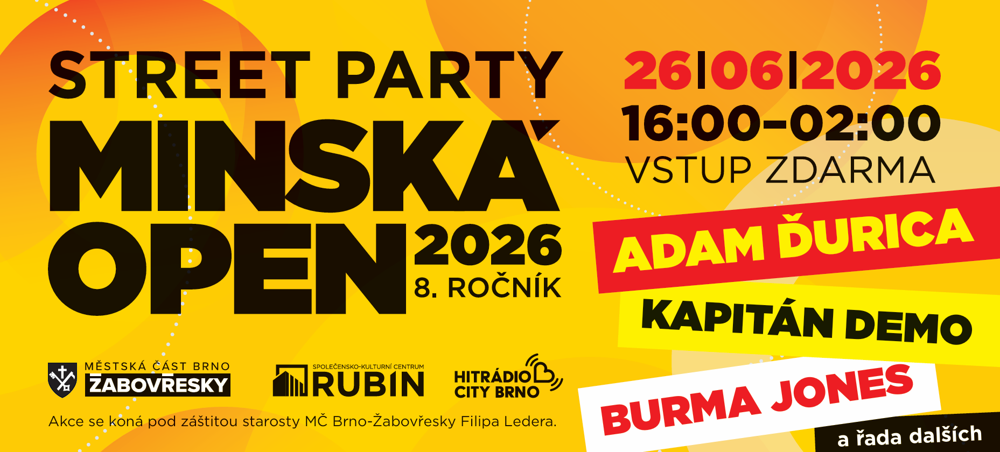 STREET PARTY
MINSKÁ
OPEN 2026
8. ROČNÍK
26|06|2026
16:00–02:00
VSTUP ZDARMA
ADAM ĎURICA
KAPITÁN DEMO
BURMA JONES
a řada dalších
MĚSTSKÁ ČÁST BRNO
ŽABOVŘESKY
SPOLEČENSKO-KULTURNÍ CENTRUM
RUBÍN
HITRÁDIO
CITY BRNO
Akce se koná pod záštitou starosty MČ Brno-Žabovřesky Filipa Ledera.